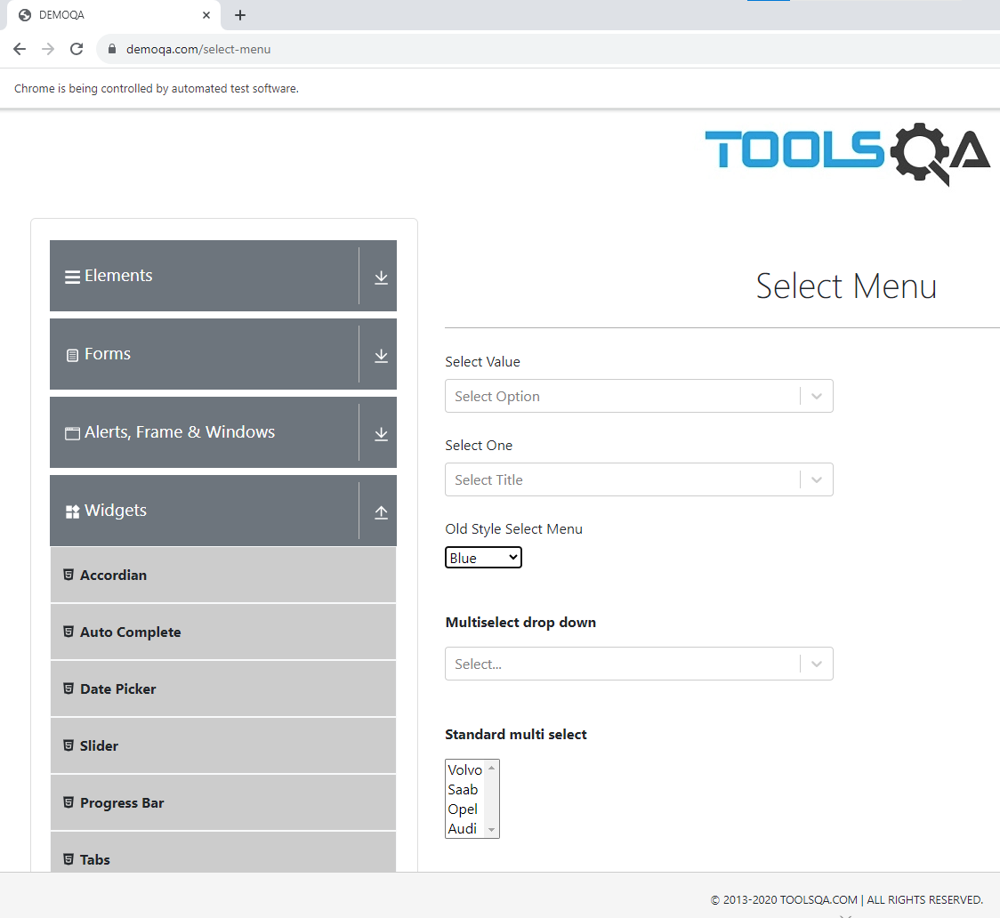 DEMOQA
demoqa.com/select-menu
Chrome is being controlled by automated test software.
TOOLSQA
Elements
Forms
Alerts, Frame & Windows
Widgets
Accordian
Auto Complete
Date Picker
Slider
Progress Bar
Tabs
Select Menu
Select Value
Select Option
Select One
Select Title
Old Style Select Menu
Blue
Multiselect drop down
Select...
Standard multi select
Volvo
Saab
Opel
Audi
© 2013-2020 TOOLSQA.COM | ALL RIGHTS RESERVED.